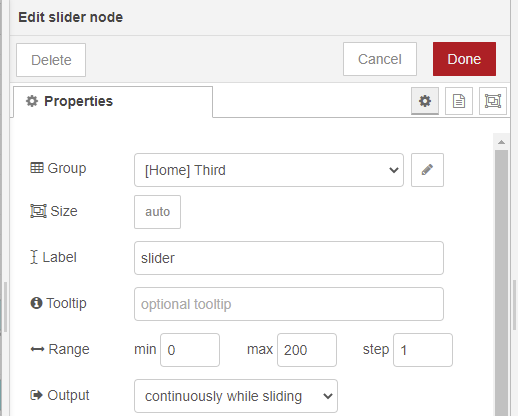 Edit slider node
Delete Cancel Done
Properties
Group [Home] Third
Size auto
Label slider
Tooltip optional tooltip
Range min 0 max 200 step 1
Output continuously while sliding